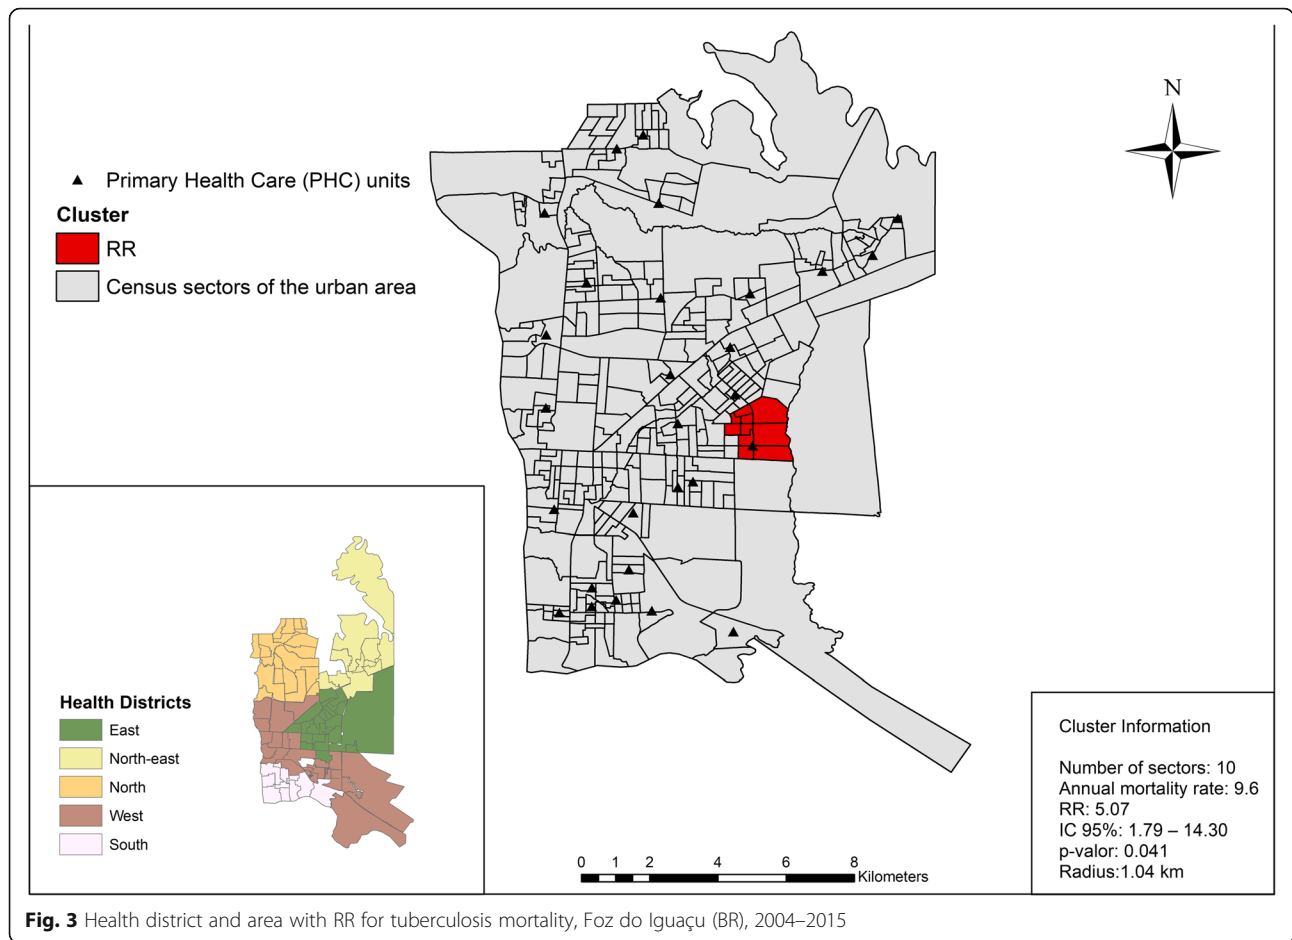 N
Primary Health Care (PHC) units
Cluster
RR
Census sectors of the urban area
Health Districts
East
North-east
North
West
South
0 1 2 4 6 8
Kilometers
Cluster Information
Number of sectors: 10
Annual mortality rate: 9.6
RR: 5.07
IC 95%: 1.79 – 14.30
p-valor: 0.041
Radius:1.04 km
Fig. 3 Health district and area with RR for tuberculosis mortality, Foz do Iguaçu (BR), 2004–2015